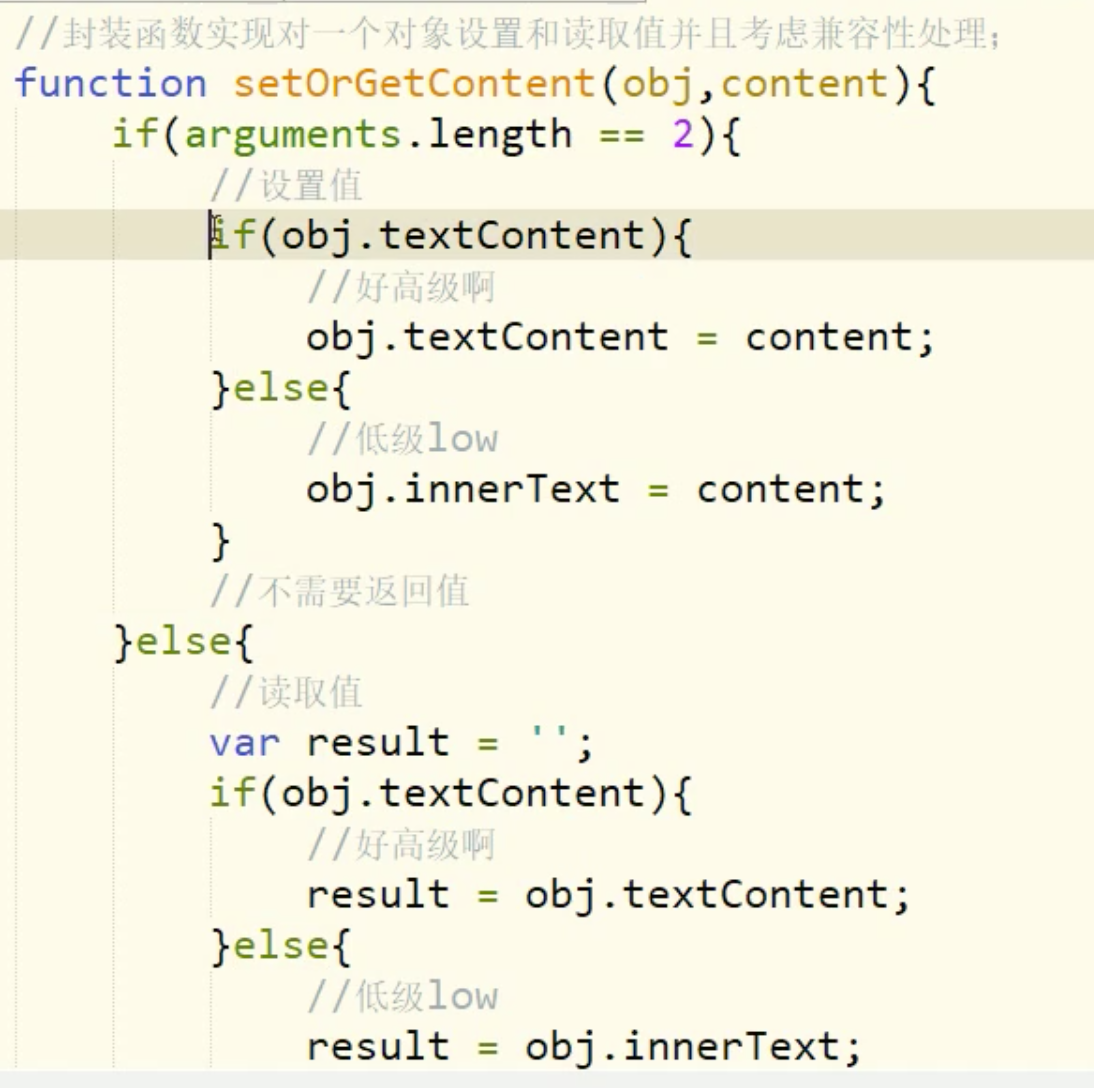 //封装函数实现对一个对象设置和读取值并且考虑兼容性处理;
function setOrGetContent(obj,content){
    if(arguments.length == 2){
        //设置值
        if(obj.textContent){
            //好高级啊
            obj.textContent = content;
        }else{
            //低级low
            obj.innerText = content;
        }
        //不需要返回值
    }else{
        //读取值
        var result = '';
        if(obj.textContent){
            //好高级啊
            result = obj.textContent;
        }else{
            //低级low
            result = obj.innerText;